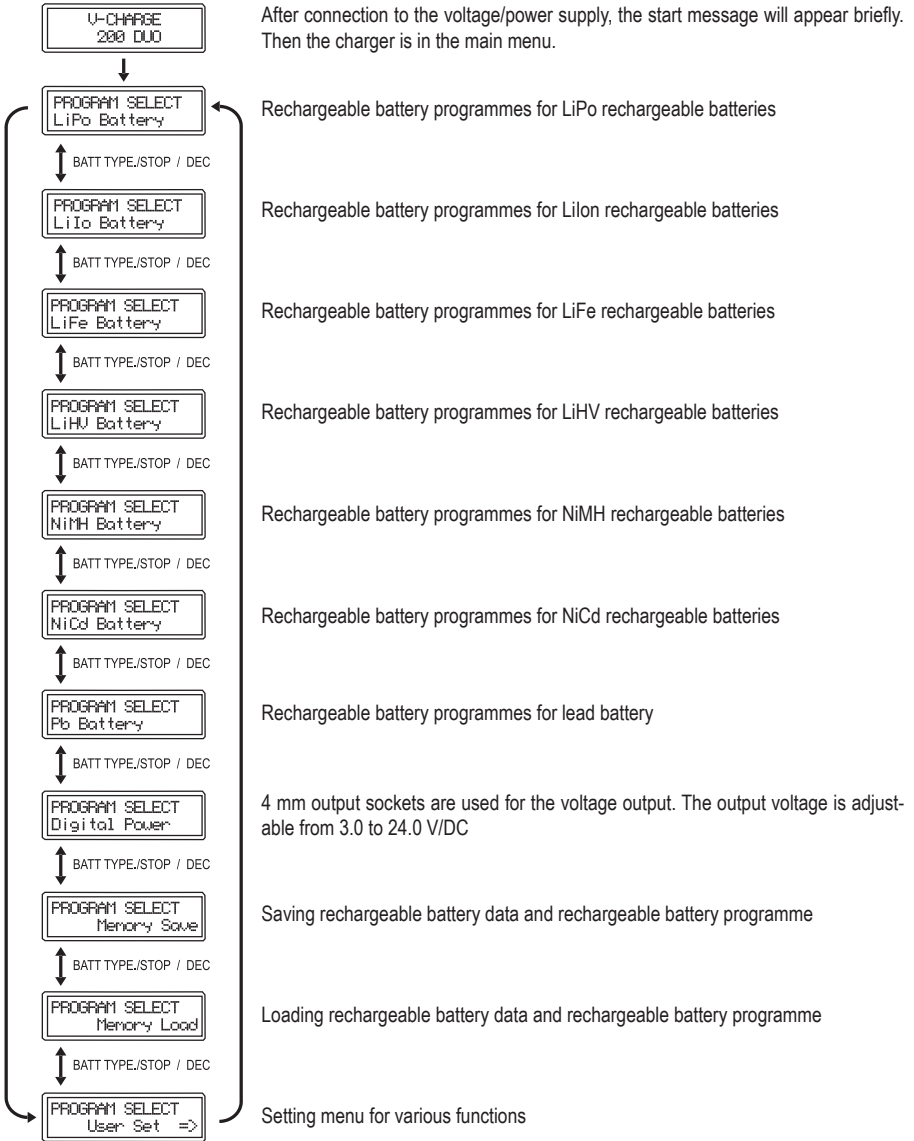 V-CHARGE
200 DUO
After connection to the voltage/power supply, the start message will appear briefly.
Then the charger is in the main menu.
PROGRAM SELECT
LiPo Battery
Rechargeable battery programmes for LiPo rechargeable batteries
BATT TYPE./STOP / DEC
PROGRAM SELECT
LiIo Battery
Rechargeable battery programmes for LiIon rechargeable batteries
BATT TYPE./STOP / DEC
PROGRAM SELECT
LiFe Battery
Rechargeable battery programmes for LiFe rechargeable batteries
BATT TYPE./STOP / DEC
PROGRAM SELECT
LiHV Battery
Rechargeable battery programmes for LiHV rechargeable batteries
BATT TYPE./STOP / DEC
PROGRAM SELECT
NiMH Battery
Rechargeable battery programmes for NiMH rechargeable batteries
BATT TYPE./STOP / DEC
PROGRAM SELECT
NiCd Battery
Rechargeable battery programmes for NiCd rechargeable batteries
BATT TYPE./STOP / DEC
PROGRAM SELECT
Pb Battery
Rechargeable battery programmes for lead battery
BATT TYPE./STOP / DEC
PROGRAM SELECT
Digital Power
4 mm output sockets are used for the voltage output. The output voltage is adjust-
able from 3.0 to 24.0 V/DC
BATT TYPE./STOP / DEC
PROGRAM SELECT
Memory Save
Saving rechargeable battery data and rechargeable battery programme
BATT TYPE./STOP / DEC
PROGRAM SELECT
Memory Load
Loading rechargeable battery data and rechargeable battery programme
BATT TYPE./STOP / DEC
PROGRAM SELECT
User Set =>
Setting menu for various functions